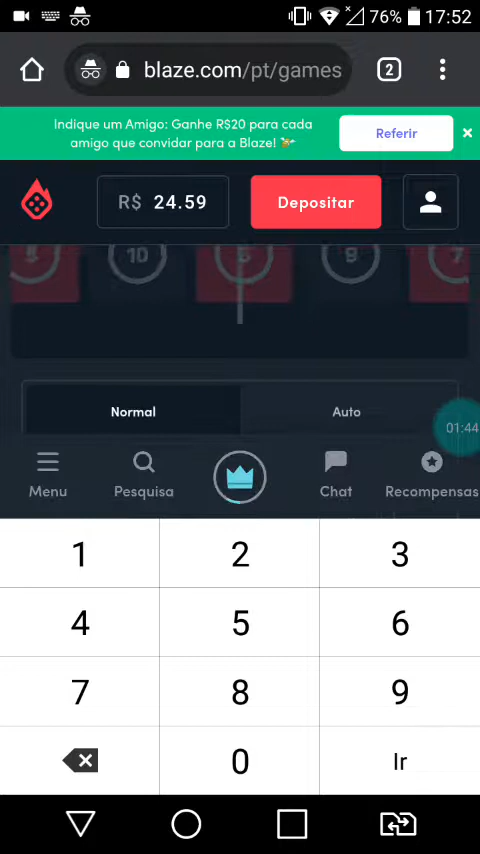 76% 17:52
blaze.com/pt/games
2
Indique um Amigo: Ganhe R$20 para cada
amigo que convidar para a Blaze!
Referir
R$ 24.59
Depositar
10 9 7
Normal Auto
01:44
Menu Pesquisa Chat Recompensas
1 2 3
4 5 6
7 8 9
0 Ir